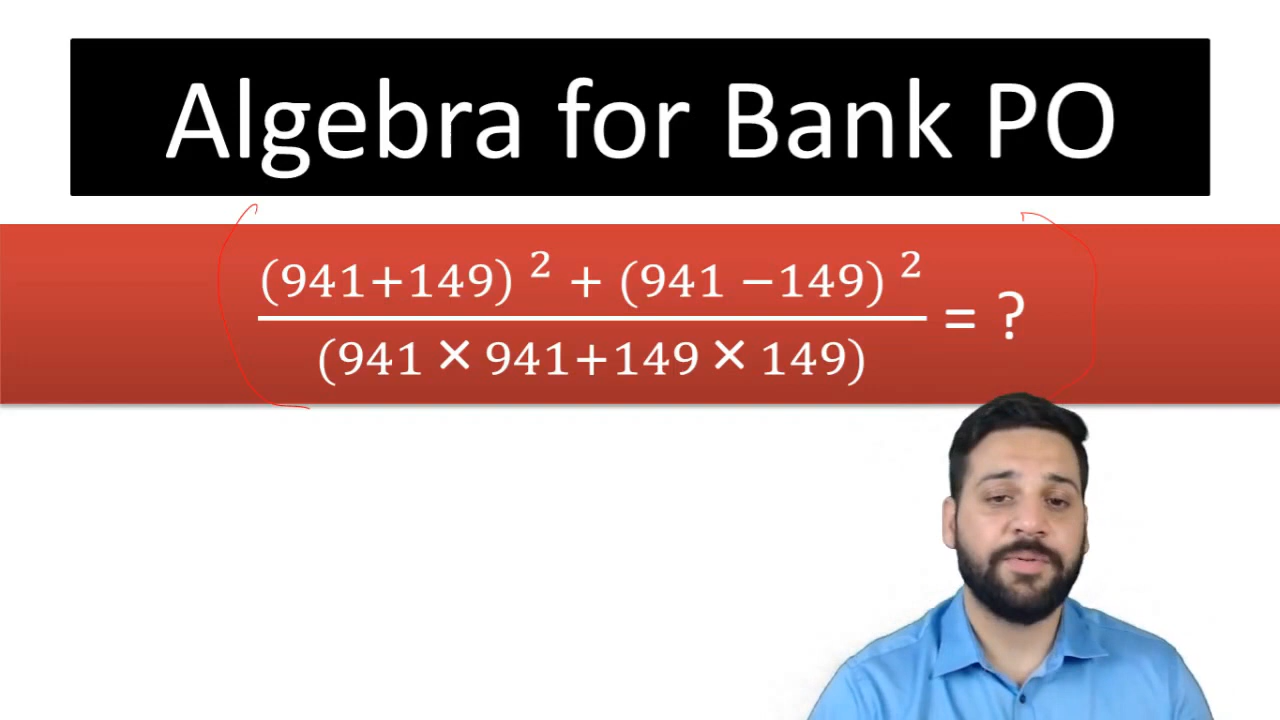 Algebra for Bank PO
(941+149) ² + (941 −149) ²
= ?
(941 × 941+149 × 149)